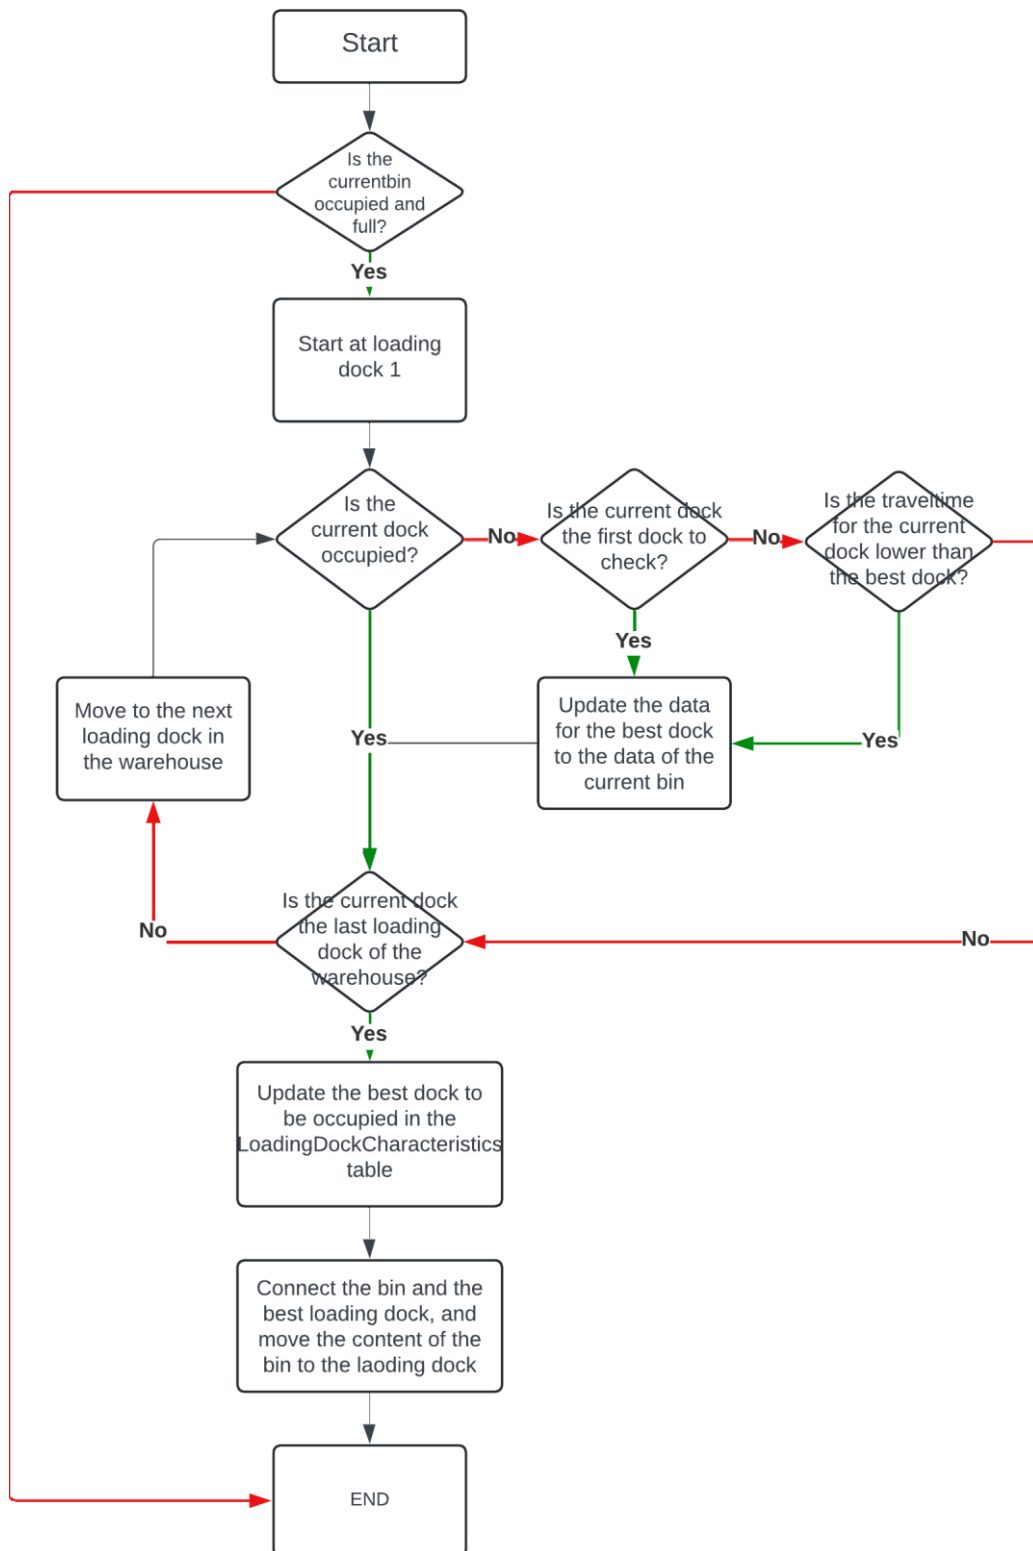 Start
Is the
currentbin
occupied and
full?
Yes
Start at loading
dock 1
Is the
current dock
occupied?
No
Is the current dock
the first dock to
check?
No
Is the traveltime
for the current
dock lower than
the best dock?
Yes
Move to the next
loading dock in
the warehouse
Yes
Update the data
for the best dock
to the data of the
current bin
Yes
Is the current dock
the last loading
dock of the
warehouse?
No
No
Yes
Update the best dock to
be occupied in the
LoadingDockCharacteristics
table
Connect the bin and the
best loading dock, and
move the content of the
bin to the laoding dock
END